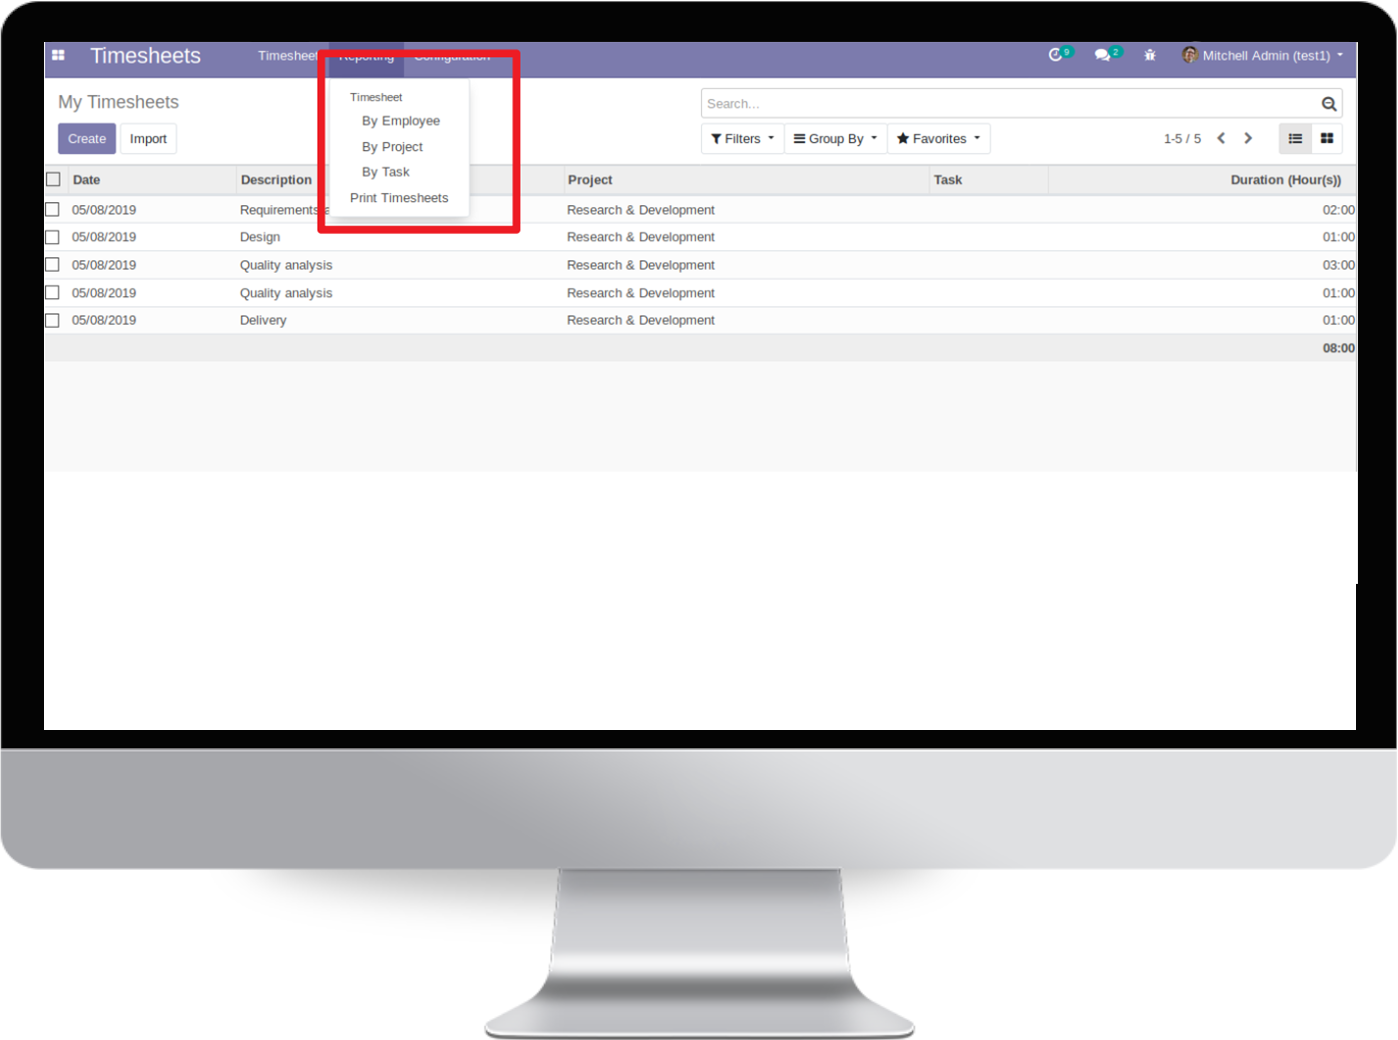 Timesheets Timesheet Reporting Configuration 9 2 Mitchell Admin (test1)
My Timesheets
Search...
Create Import
Filters Group By Favorites 1-5 / 5
Timesheet
By Employee
By Project
By Task
Print Timesheets
Date Description Project Task Duration (Hour(s))
05/08/2019 Requirements Research & Development 02:00
05/08/2019 Design Research & Development 01:00
05/08/2019 Quality analysis Research & Development 03:00
05/08/2019 Quality analysis Research & Development 01:00
05/08/2019 Delivery Research & Development 01:00
08:00